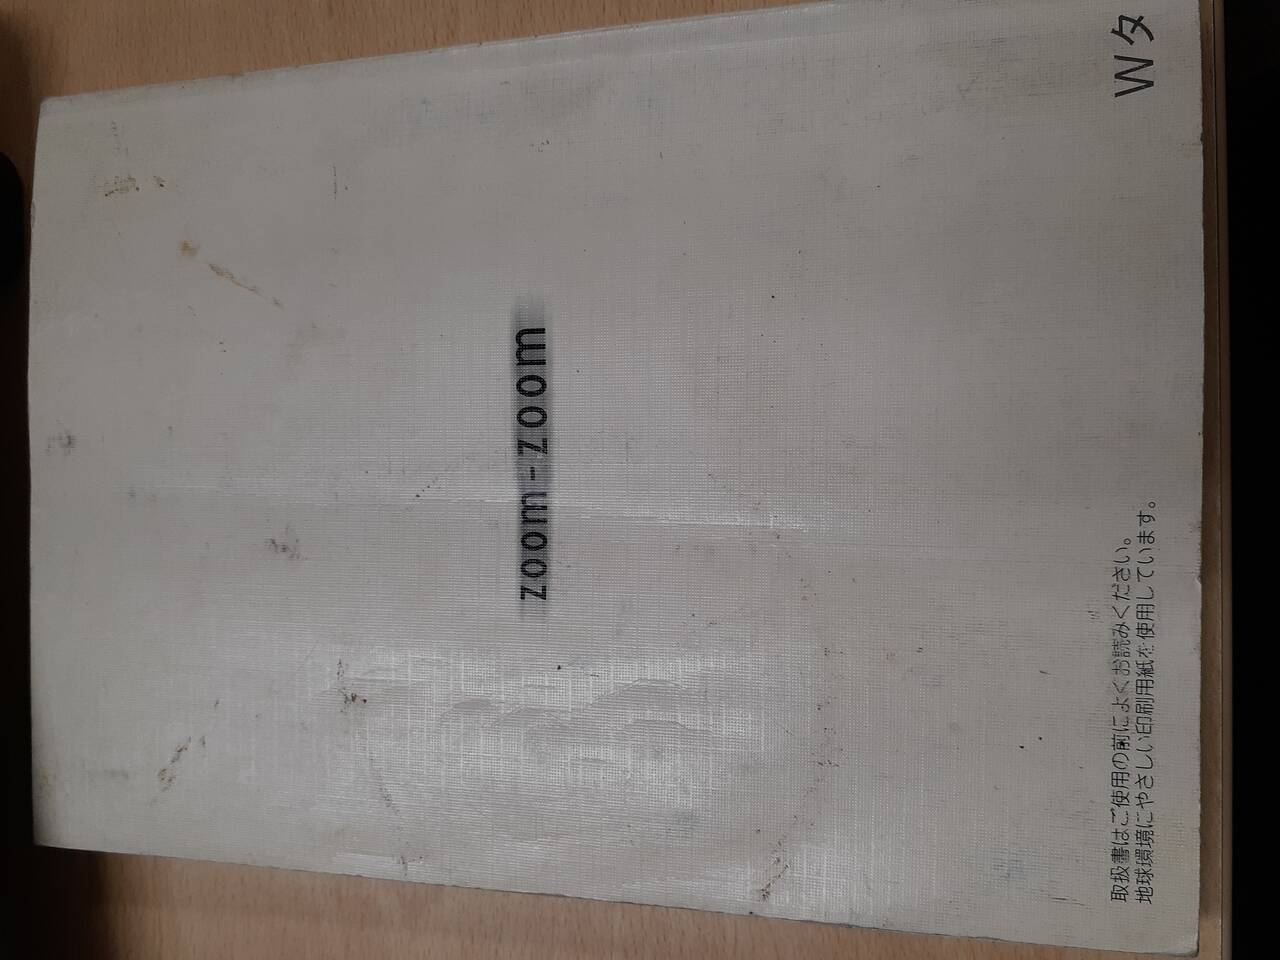 zoom-zoom
取扱書はご使用の前によくお読みください。
地球環境にやさしい印刷用紙を使用しています。
Wタ